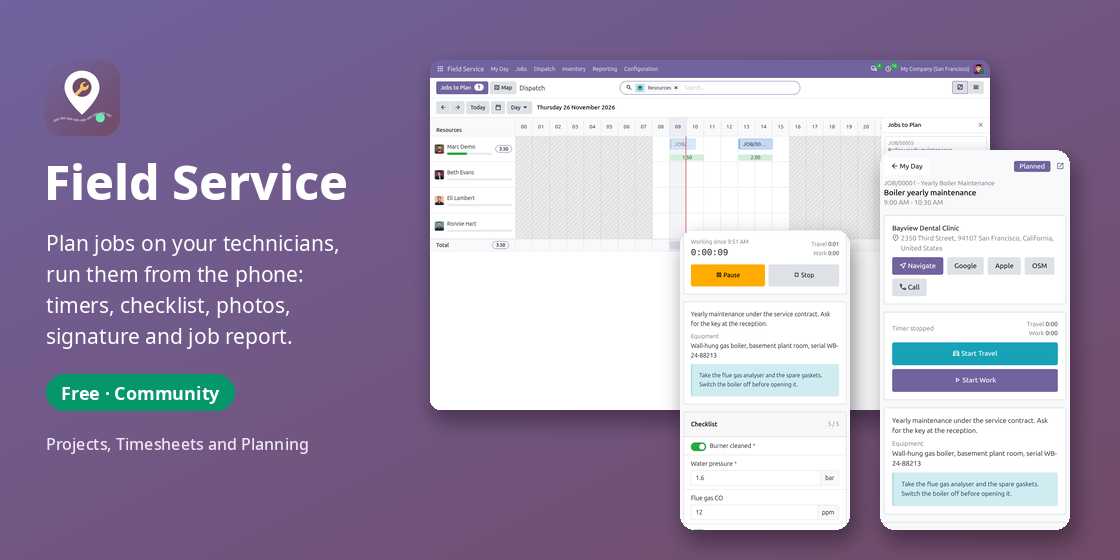 Field Service
Plan jobs on your technicians,
run them from the phone:
timers, checklist, photos,
signature and job report.
Free · Community
Projects, Timesheets and Planning
Field Service My Day Jobs Dispatch Inventory Reporting Configuration
My Company (San Francisco)
Jobs to Plan 1 Map Dispatch
Resources × Search...
Today Day Thursday 26 November 2026
Resources 00 01 02 03 04 05 06 07 08 09 10 11 12 13 14 15 16 17 18 19 20
Marc Demo 3:50 JOB/... JOB/00...
1:50 2:00
Beth Evans
Eli Lambert
Ronnie Hart
Total 3:50
Jobs to Plan ×
JOB/00003
Working since 9:51 AM
Travel 0:01
0:00:09
Work 0:00
Pause Stop
Yearly maintenance under the service contract. Ask
for the key at the reception.
Equipment
Wall-hung gas boiler, basement plant room, serial WB-
24-88213
Take the flue gas analyser and the spare gaskets.
Switch the boiler off before opening it.
Checklist 5 / 5
Burner cleaned *
Water pressure *
1.6 bar
Flue gas CO
12 ppm
My Day Planned
JOB/00001 - Yearly Boiler Maintenance
Boiler yearly maintenance
9:00 AM - 10:30 AM
Bayview Dental Clinic
2350 Third Street, 94107 San Francisco, California,
United States
Navigate Google Apple OSM
Call
Timer stopped
Travel 0:00
Work 0:00
Start Travel
Start Work
Yearly maintenance under the service contract. Ask
for the key at the reception.
Equipment
Wall-hung gas boiler, basement plant room, serial WB-
24-88213
Take the flue gas analyser and the spare gaskets.
Switch the boiler off before opening it.